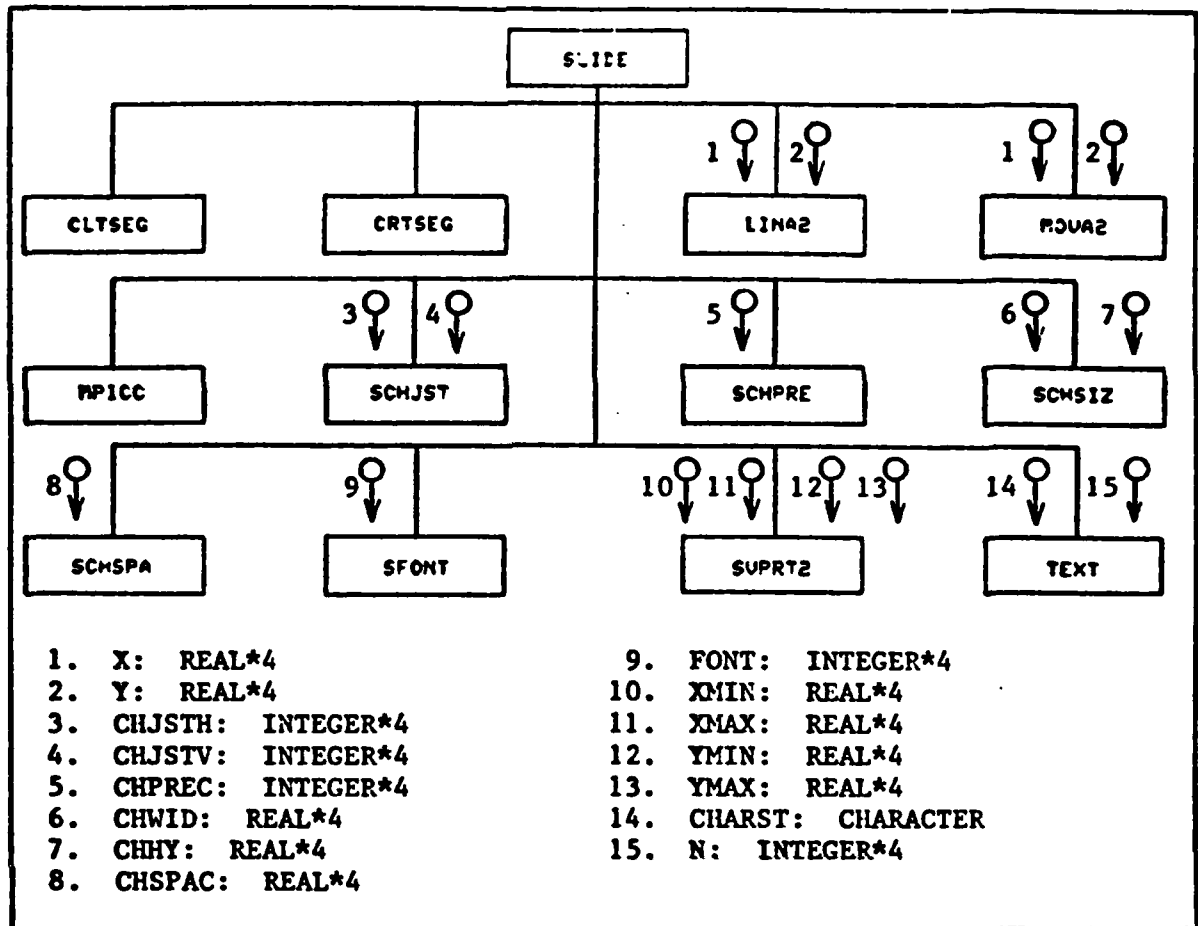 SLIDE
1 2 1 2
CLTSEG CRTSEG LINA2 MOVA2
3 4 5 6 7
MPICC SCHJST SCHPRE SCHSIZ
8 9 10 11 12 13 14 15
SCHSPA SFONT SVPRT2 TEXT
1. X: REAL*4
2. Y: REAL*4
3. CHJSTH: INTEGER*4
4. CHJSTV: INTEGER*4
5. CHPREC: INTEGER*4
6. CHWID: REAL*4
7. CHHY: REAL*4
8. CHSPAC: REAL*4
9. FONT: INTEGER*4
10. XMIN: REAL*4
11. XMAX: REAL*4
12. YMIN: REAL*4
13. YMAX: REAL*4
14. CHARST: CHARACTER
15. N: INTEGER*4